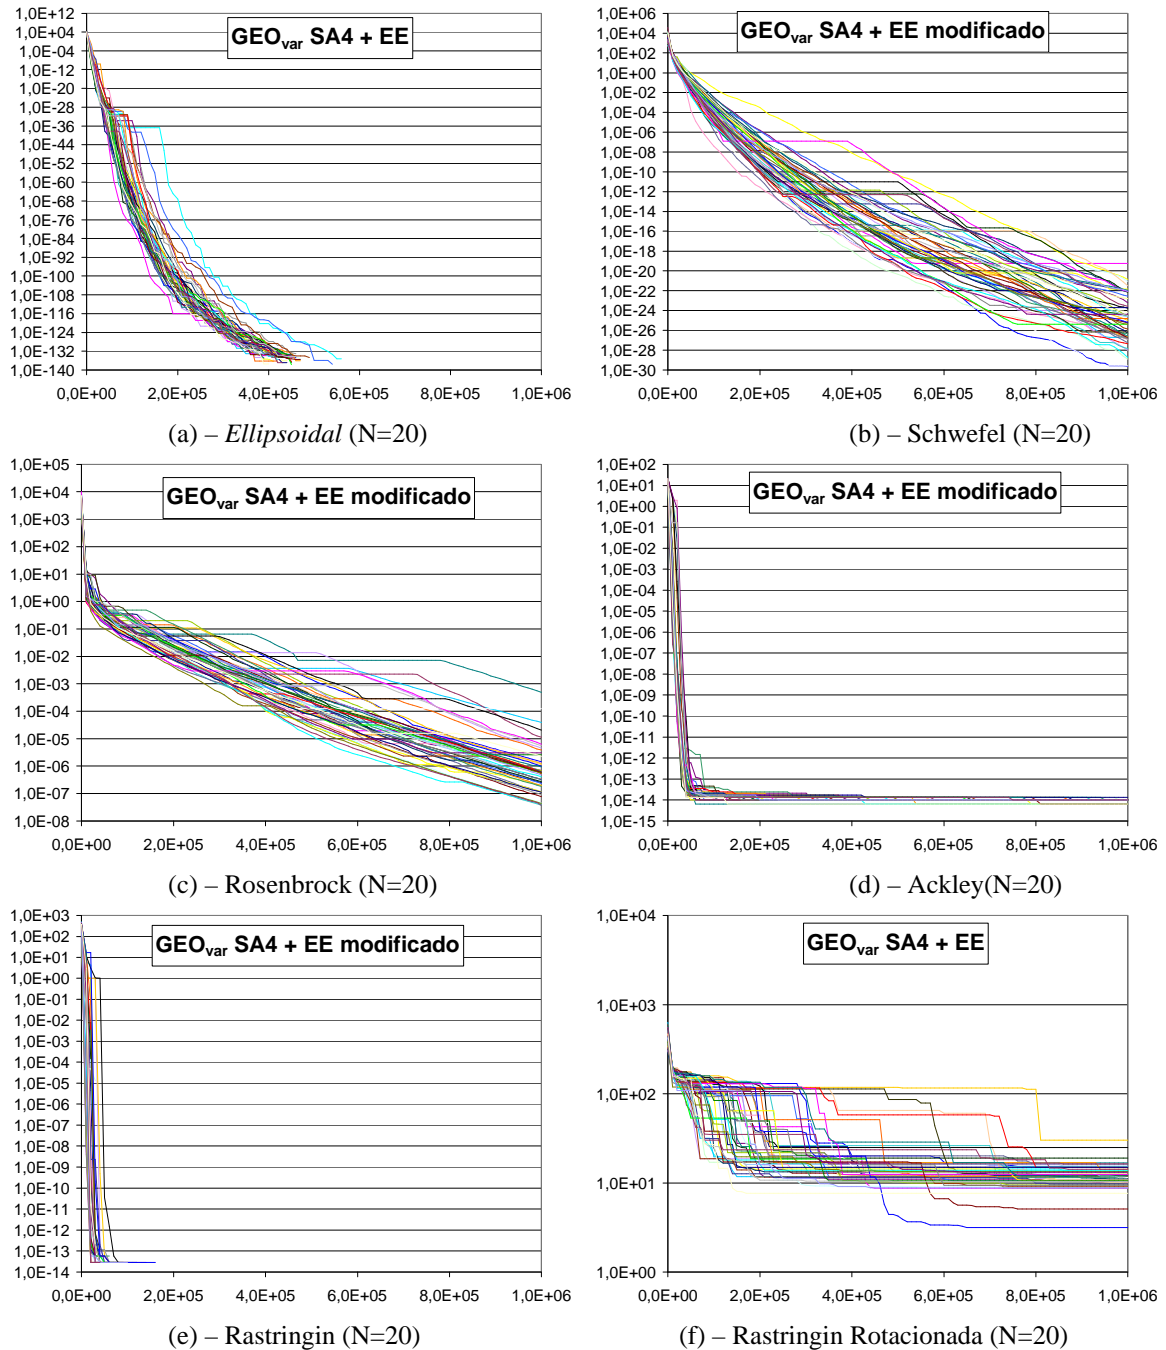 1,0E+12
1,0E+04
1,0E-04
1,0E-12
1,0E-20
1,0E-28
1,0E-36
1,0E-44
1,0E-52
1,0E-60
1,0E-68
1,0E-76
1,0E-84
1,0E-92
1,0E-100
1,0E-108
1,0E-116
1,0E-124
1,0E-132
1,0E-140
GEOvar SA4 + EE
0,0E+00 2,0E+05 4,0E+05 6,0E+05 8,0E+05 1,0E+06
(a) – Ellipsoidal (N=20)
1,0E+06
1,0E+04
1,0E+02
1,0E+00
1,0E-02
1,0E-04
1,0E-06
1,0E-08
1,0E-10
1,0E-12
1,0E-14
1,0E-16
1,0E-18
1,0E-20
1,0E-22
1,0E-24
1,0E-26
1,0E-28
1,0E-30
GEOvar SA4 + EE modificado
0,0E+00 2,0E+05 4,0E+05 6,0E+05 8,0E+05 1,0E+06
(b) – Schwefel (N=20)
1,0E+05
1,0E+04
1,0E+03
1,0E+02
1,0E+01
1,0E+00
1,0E-01
1,0E-02
1,0E-03
1,0E-04
1,0E-05
1,0E-06
1,0E-07
1,0E-08
GEOvar SA4 + EE modificado
0,0E+00 2,0E+05 4,0E+05 6,0E+05 8,0E+05 1,0E+06
(c) – Rosenbrock (N=20)
1,0E+02
1,0E+01
1,0E+00
1,0E-01
1,0E-02
1,0E-03
1,0E-04
1,0E-05
1,0E-06
1,0E-07
1,0E-08
1,0E-09
1,0E-10
1,0E-11
1,0E-12
1,0E-13
1,0E-14
1,0E-15
GEOvar SA4 + EE modificado
0,0E+00 2,0E+05 4,0E+05 6,0E+05 8,0E+05 1,0E+06
(d) – Ackley(N=20)
1,0E+03
1,0E+02
1,0E+01
1,0E+00
1,0E-01
1,0E-02
1,0E-03
1,0E-04
1,0E-05
1,0E-06
1,0E-07
1,0E-08
1,0E-09
1,0E-10
1,0E-11
1,0E-12
1,0E-13
1,0E-14
GEOvar SA4 + EE modificado
0,0E+00 2,0E+05 4,0E+05 6,0E+05 8,0E+05 1,0E+06
(e) – Rastringin (N=20)
1,0E+04
1,0E+03
1,0E+02
1,0E+01
1,0E+00
GEOvar SA4 + EE
0,0E+00 2,0E+05 4,0E+05 6,0E+05 8,0E+05 1,0E+06
(f) – Rastringin Rotacionada (N=20)